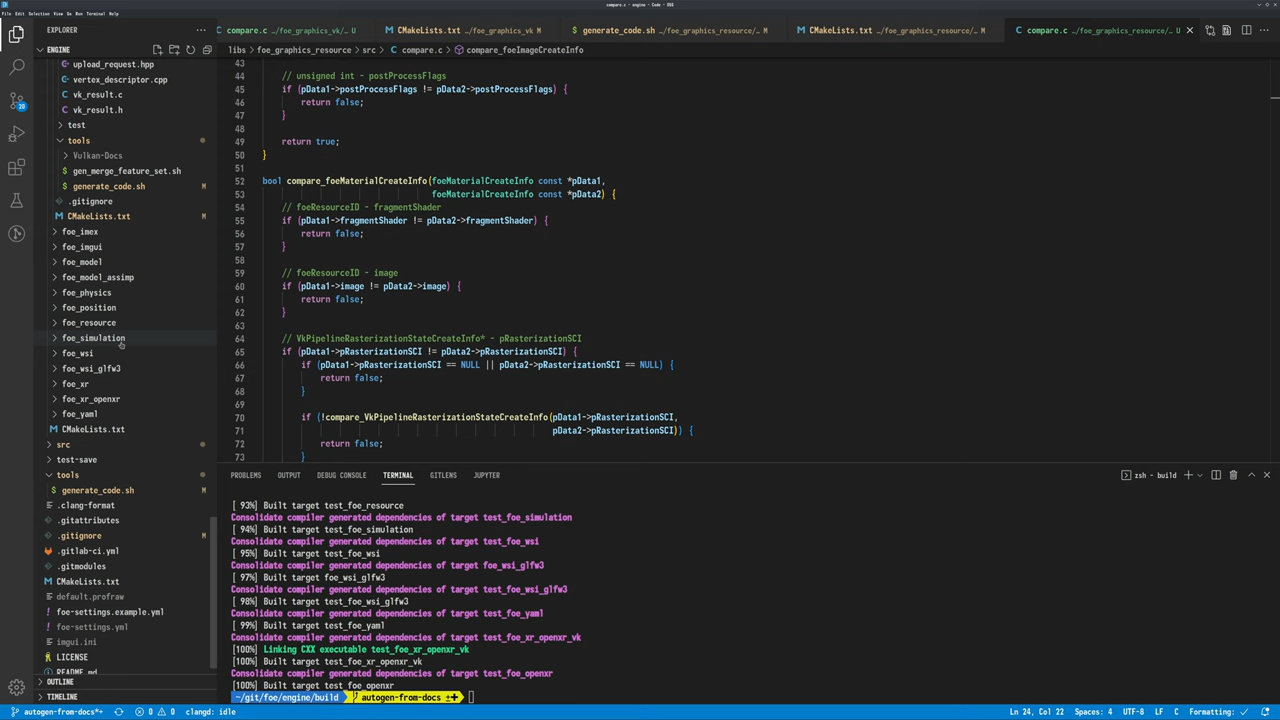 compare.c - engine - Code - OSS
File Edit Selection View Go Run Terminal Help
EXPLORER
ENGINE
upload_request.hpp
vertex_descriptor.cpp
vk_result.c
vk_result.h
test
tools
Vulkan-Docs
gen_merge_feature_set.sh
generate_code.sh M
.gitignore
CMakeLists.txt M
foe_imex
foe_imgui
foe_model
foe_model_assimp
foe_physics
foe_position
foe_resource
foe_simulation
foe_wsi
foe_wsi_glfw3
foe_xr
foe_xr_openxr
foe_yaml
CMakeLists.txt
src
test-save
tools
generate_code.sh M
.clang-format
.gitattributes
.gitignore M
.gitlab-ci.yml
.gitmodules
CMakeLists.txt
default.profraw
foe-settings.example.yml
foe-settings.yml
imgui.ini
LICENSE
README.md
OUTLINE
TIMELINE
compare.c ~/foe_graphics_vk/... U
CMakeLists.txt ~/foe_graphics_vk M
generate_code.sh ~/foe_graphics_resource/... M
CMakeLists.txt ~/foe_graphics_resource/... M
compare.c ~/foe_graphics_resource/... U
libs > foe_graphics_resource > src > compare.c > compare_foeImageCreateInfo
43
44 // unsigned int - postProcessFlags
45 if (pData1->postProcessFlags != pData2->postProcessFlags) {
46 return false;
47 }
48
49 return true;
50 }
51
52 bool compare_foeMaterialCreateInfo(foeMaterialCreateInfo const *pData1,
53 foeMaterialCreateInfo const *pData2) {
54 // foeResourceID - fragmentShader
55 if (pData1->fragmentShader != pData2->fragmentShader) {
56 return false;
57 }
58
59 // foeResourceID - image
60 if (pData1->image != pData2->image) {
61 return false;
62 }
63
64 // VkPipelineRasterizationStateCreateInfo* - pRasterizationSCI
65 if (pData1->pRasterizationSCI != pData2->pRasterizationSCI) {
66 if (pData1->pRasterizationSCI == NULL || pData2->pRasterizationSCI == NULL) {
67 return false;
68 }
69
70 if (!compare_VkPipelineRasterizationStateCreateInfo(pData1->pRasterizationSCI,
71 pData2->pRasterizationSCI)) {
72 return false;
73 }
PROBLEMS OUTPUT DEBUG CONSOLE TERMINAL GITLENS JUPYTER
zsh - build
[ 93%] Built target test_foe_resource
Consolidate compiler generated dependencies of target test_foe_simulation
[ 94%] Built target test_foe_simulation
Consolidate compiler generated dependencies of target test_foe_wsi
[ 95%] Built target test_foe_wsi
Consolidate compiler generated dependencies of target foe_wsi_glfw3
[ 97%] Built target foe_wsi_glfw3
Consolidate compiler generated dependencies of target test_foe_wsi_glfw3
[ 98%] Built target test_foe_wsi_glfw3
Consolidate compiler generated dependencies of target test_foe_yaml
[ 99%] Built target test_foe_yaml
Consolidate compiler generated dependencies of target test_foe_xr_openxr_vk
[100%] Linking CXX executable test_foe_xr_openxr_vk
[100%] Built target test_foe_xr_openxr_vk
Consolidate compiler generated dependencies of target test_foe_openxr
[100%] Built target test_foe_openxr
~/git/foe/engine/build autogen-from-docs ±✚
autogen-from-docs*+ 0 0 clangd: idle
Ln 24, Col 22 Spaces: 4 UTF-8 LF C Formatting: ✓